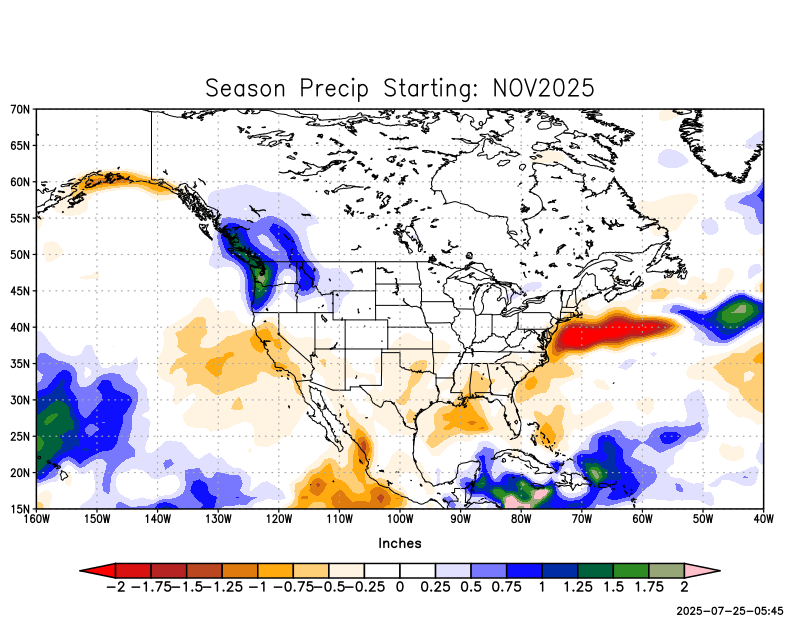 Season Precip Starting: NOV2025
70N
65N
60N
55N
50N
45N
40N
35N
30N
25N
20N
15N
160W 150W 140W 130W 120W 110W 100W 90W 80W 70W 60W 50W 40W
Inches
-2 -1.75 -1.5 -1.25 -1 -0.75 -0.5 -0.25 0 0.25 0.5 0.75 1 1.25 1.5 1.75 2
2025-07-25-05:45